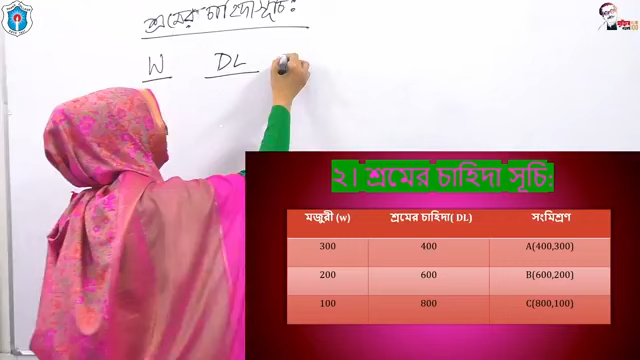 শ্রমের চাহিদা সূচি:
W DL
২। শ্রমের চাহিদা সূচি:
মজুরী (w) শ্রমের চাহিদা( DL) সংমিশ্রণ
300 400 A(400,300)
200 600 B(600,200)
100 800 C(800,100)